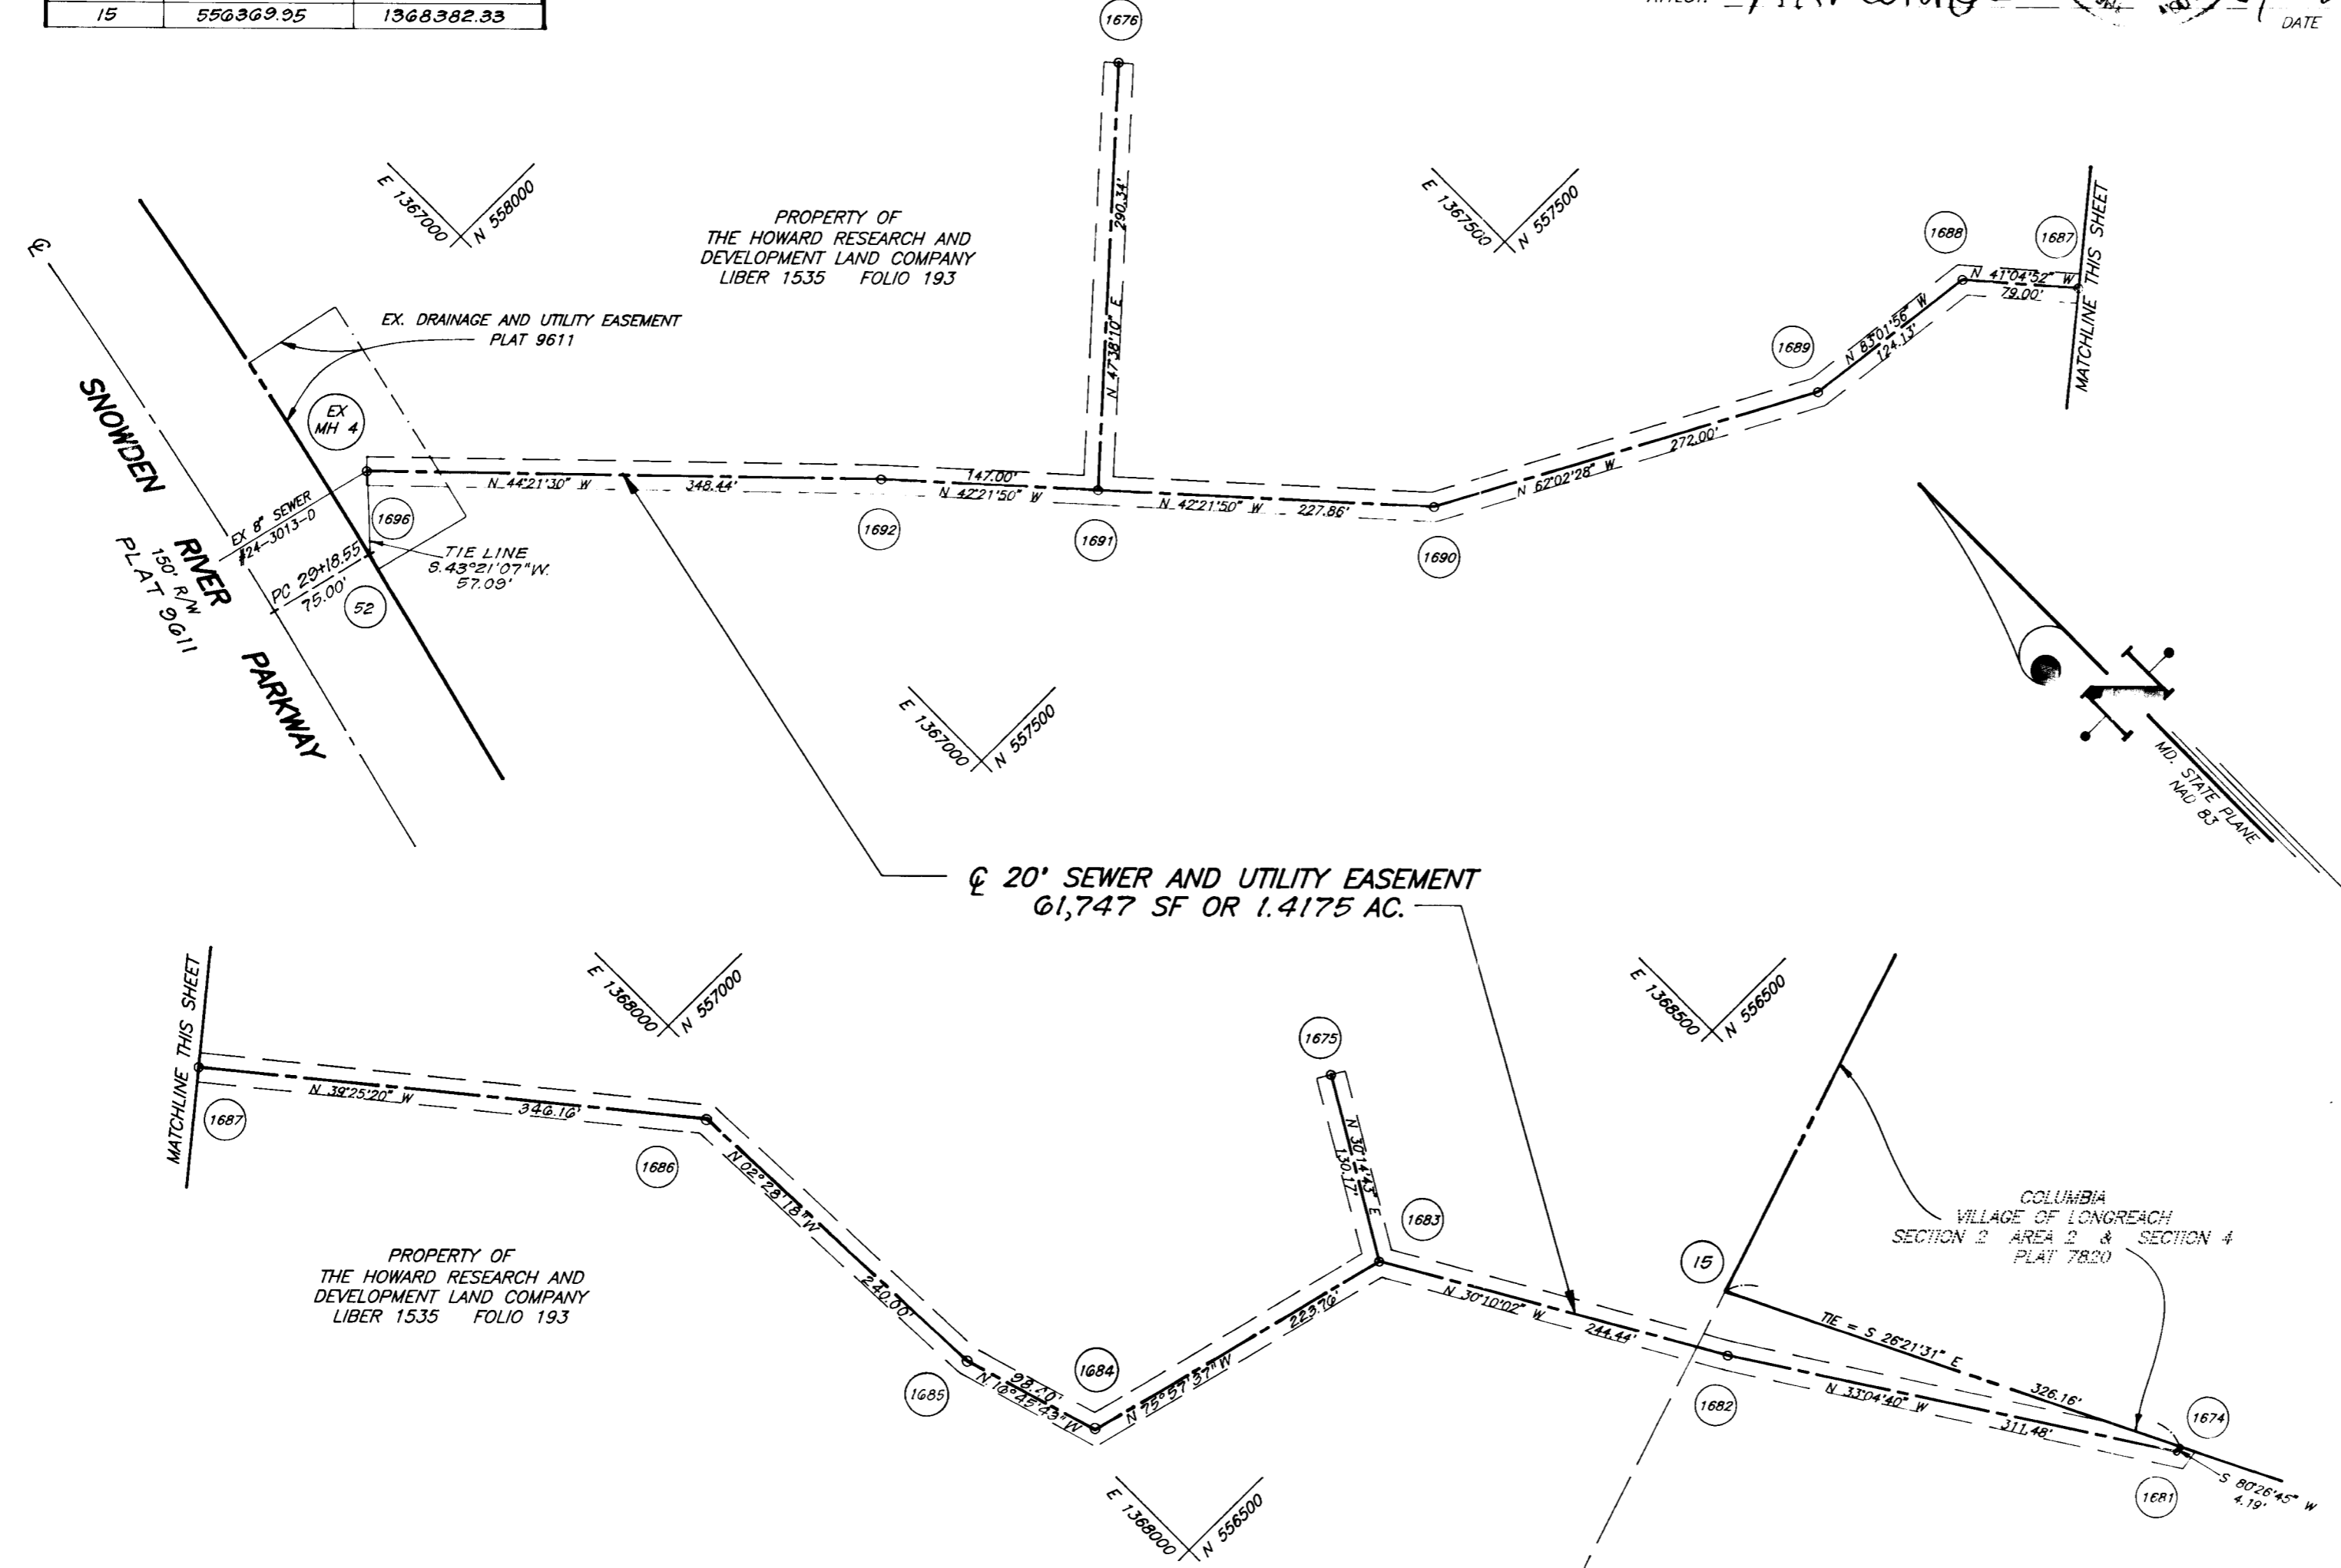 15 556369.95 1368382.33
DATE
1676
E 1367000
N 558000
E 1367500
N 557500
PROPERTY OF
THE HOWARD RESEARCH AND
DEVELOPMENT LAND COMPANY
LIBER 1535 FOLIO 193
290.34'
N 47°38'10" E
1688
1687
N 41°04'52" W
79.00'
MATCHLINE THIS SHEET
N 83°01'56" W
124.13'
1689
EX. DRAINAGE AND UTILITY EASEMENT
PLAT 9611
EX
MH 4
SNOWDEN RIVER PARKWAY
150' R/W
PLAT 9611
EX 8" SEWER
#24-3013-D
PC 29+18.55
75.00'
52
1696
TIE LINE
S.43°21'07"W.
57.09'
N 44°21'30" W
348.44'
1692
147.00'
N 42°21'50" W
1691
N 42°21'50" W
227.86'
1690
N 62°02'28" W
272.00'
E 1367000
N 557500
MD. STATE PLANE
NAD 83
℄ 20' SEWER AND UTILITY EASEMENT
61,747 SF OR 1.4175 AC.
MATCHLINE THIS SHEET
E 1368000
N 557000
E 1368500
N 556500
1687
N 39°25'20" W
346.16'
1686
N 02°28'18" W
240.00'
PROPERTY OF
THE HOWARD RESEARCH AND
DEVELOPMENT LAND COMPANY
LIBER 1535 FOLIO 193
1685
98.40'
N 16°45'43" W
1684
N 75°57'37" W
223.76'
1675
N 30°14'43" E
130.17'
1683
N 30°10'02" W
244.44'
15
COLUMBIA
VILLAGE OF LONGREACH
SECTION 2 AREA 2 & SECTION 4
PLAT 7820
TIE = S 26°21'31" E
326.16'
1682
N 33°04'40" W
311.48'
1674
1681
S 80°26'45" W
4.19'
E 1368000
N 556500